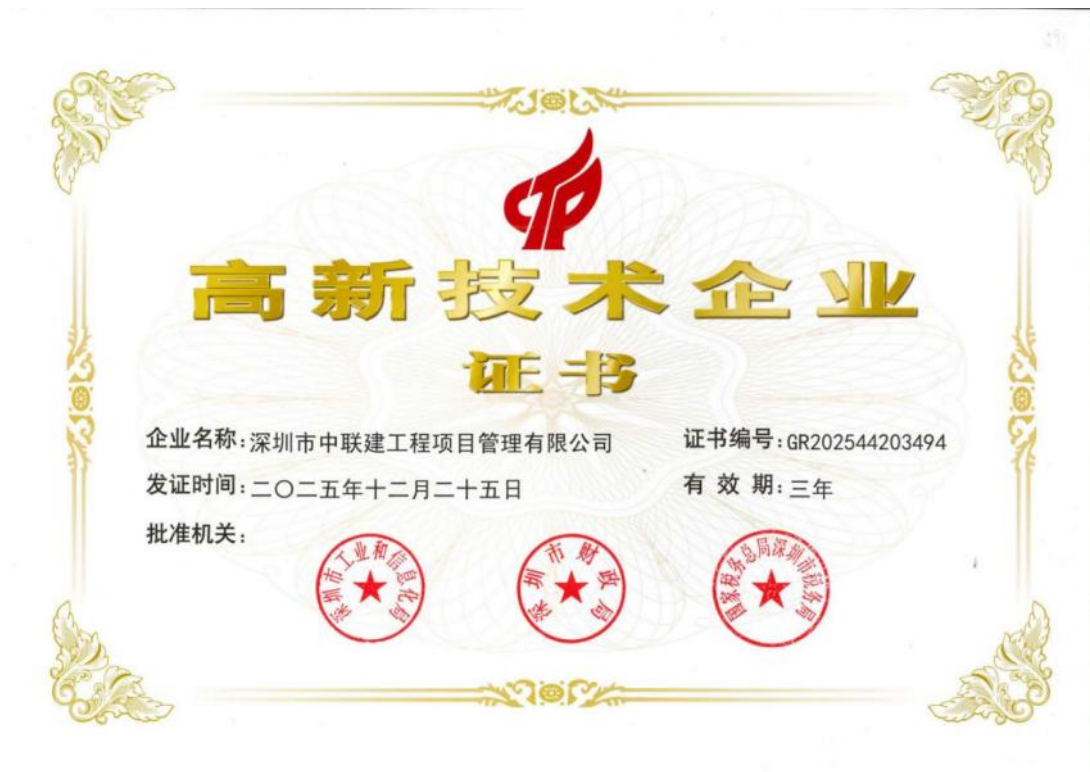 高新技术企业
证书
企业名称:深圳市中联建工程项目管理有限公司
证书编号:GR202544203494
发证时间:二〇二五年十二月二十五日
有效期:三年
批准机关:
深圳市工业和信息化局
深圳市财政局
国家税务总局深圳市税务局